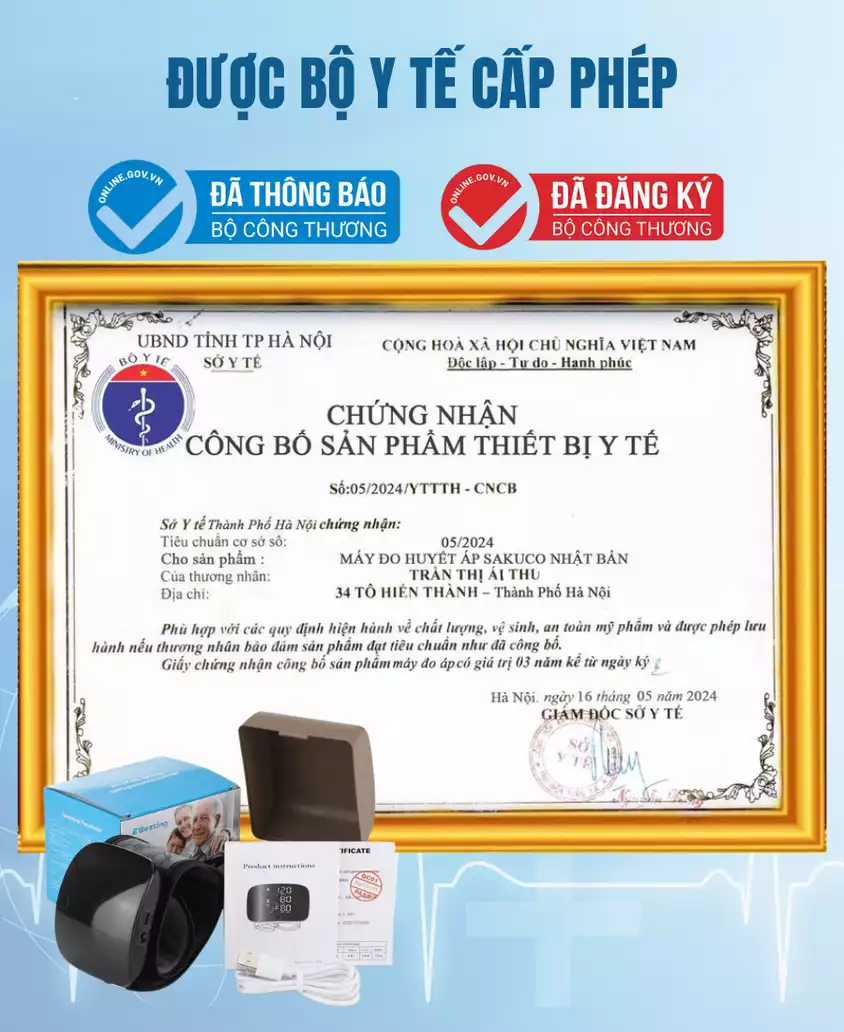 ĐƯỢC BỘ Y TẾ CẤP PHÉP
ONLINE.GOV.VN
ĐÃ THÔNG BÁO
BỘ CÔNG THƯƠNG
ONLINE.GOV.VN
ĐÃ ĐĂNG KÝ
BỘ CÔNG THƯƠNG
UBND TỈNH TP HÀ NỘI
SỞ Y TẾ
CỘNG HOÀ XÃ HỘI CHỦ NGHĨA VIỆT NAM
Độc lập - Tự do - Hạnh phúc
BỘ Y TẾ
MINISTRY OF HEALTH
CHỨNG NHẬN
CÔNG BỐ SẢN PHẨM THIẾT BỊ Y TẾ
Số:05/2024/YTTTH - CNCB
Sở Y tế Thành Phố Hà Nội chứng nhận:
Tiêu chuẩn cơ sở số: 05/2024
Cho sản phẩm : MÁY ĐO HUYẾT ÁP SAKUCO NHẬT BẢN
Của thương nhân: TRẦN THỊ ÁI THU
Địa chỉ: 34 TÔ HIẾN THÀNH – Thành Phố Hà Nội
Phù hợp với các quy định hiện hành về chất lượng, vệ sinh, an toàn mỹ phẩm và được phép lưu
hành nếu thương nhân bảo đảm sản phẩm đạt tiêu chuẩn như đã công bố.
Giấy chứng nhận công bố sản phẩm máy đo áp có giá trị 03 năm kể từ ngày ký
Hà Nội. ngày 16 tháng 05 năm 2024
GIÁM ĐỐC SỞ Y TẾ
SỞ
Y TẾ
Product instructions
120
80
80
TIFICATE
QC01
PASS